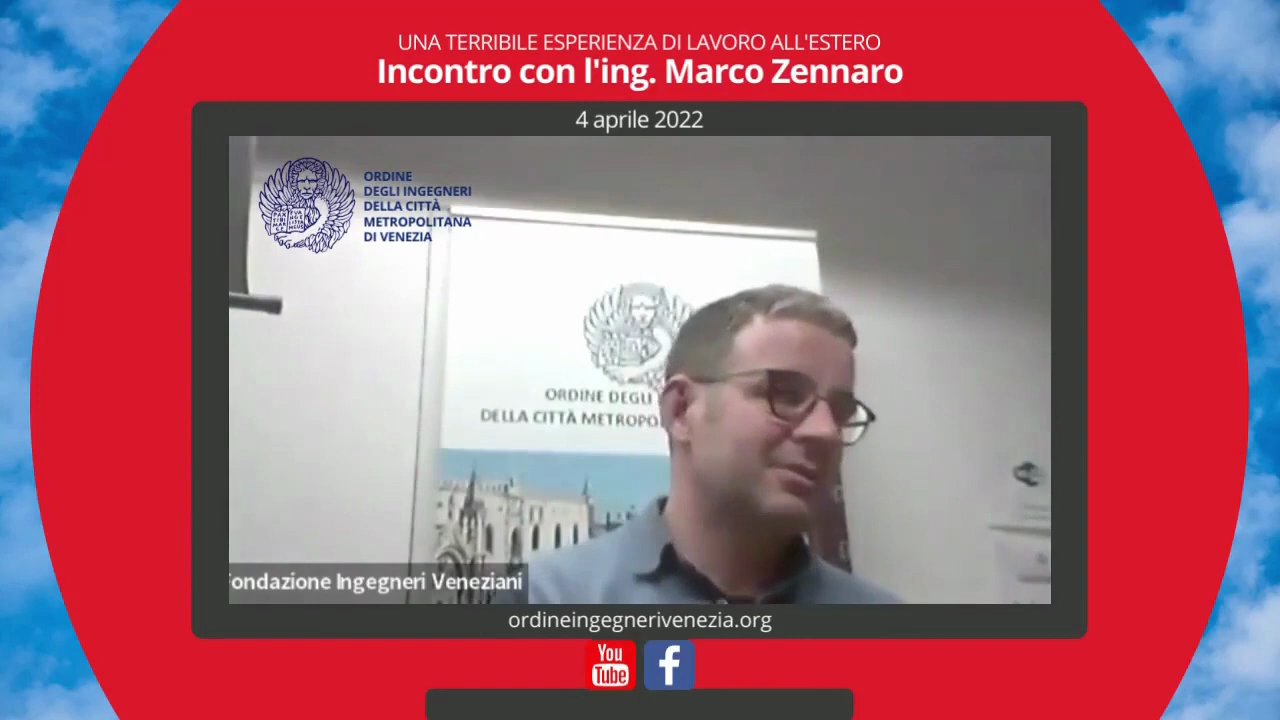 UNA TERRIBILE ESPERIENZA DI LAVORO ALL'ESTERO
Incontro con l'ing. Marco Zennaro
4 aprile 2022
ORDINE
DEGLI INGEGNERI
DELLA CITTÀ
METROPOLITANA
DI VENEZIA
ORDINE DEGLI
DELLA CITTÀ METROPO
Fondazione Ingegneri Veneziani
ordineingegnerivenezia.org
You
Tube
f